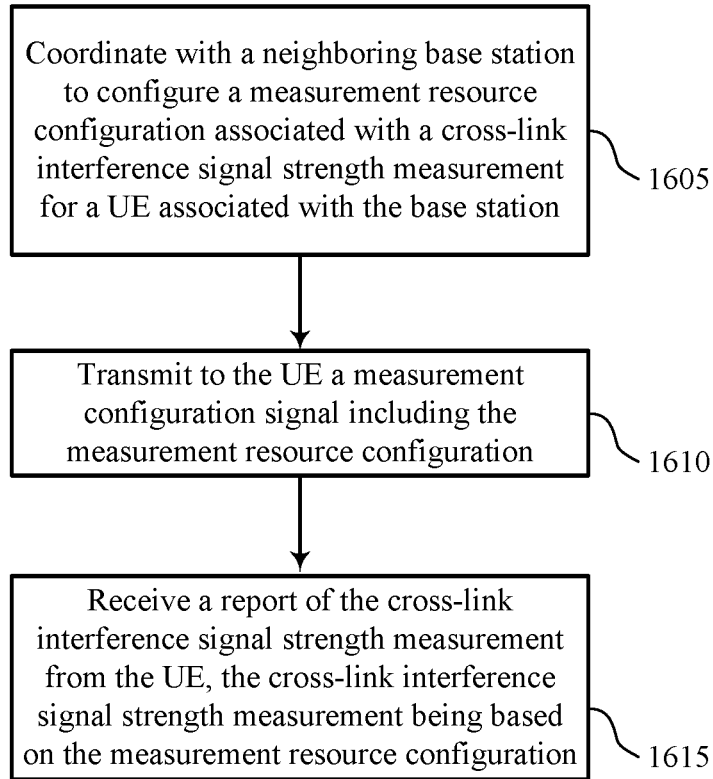 Coordinate with a neighboring base station
to configure a measurement resource
configuration associated with a cross-link
interference signal strength measurement
for a UE associated with the base station
1605
Transmit to the UE a measurement
configuration signal including the
measurement resource configuration
1610
Receive a report of the cross-link
interference signal strength measurement
from the UE, the cross-link interference
signal strength measurement being based
on the measurement resource configuration
1615